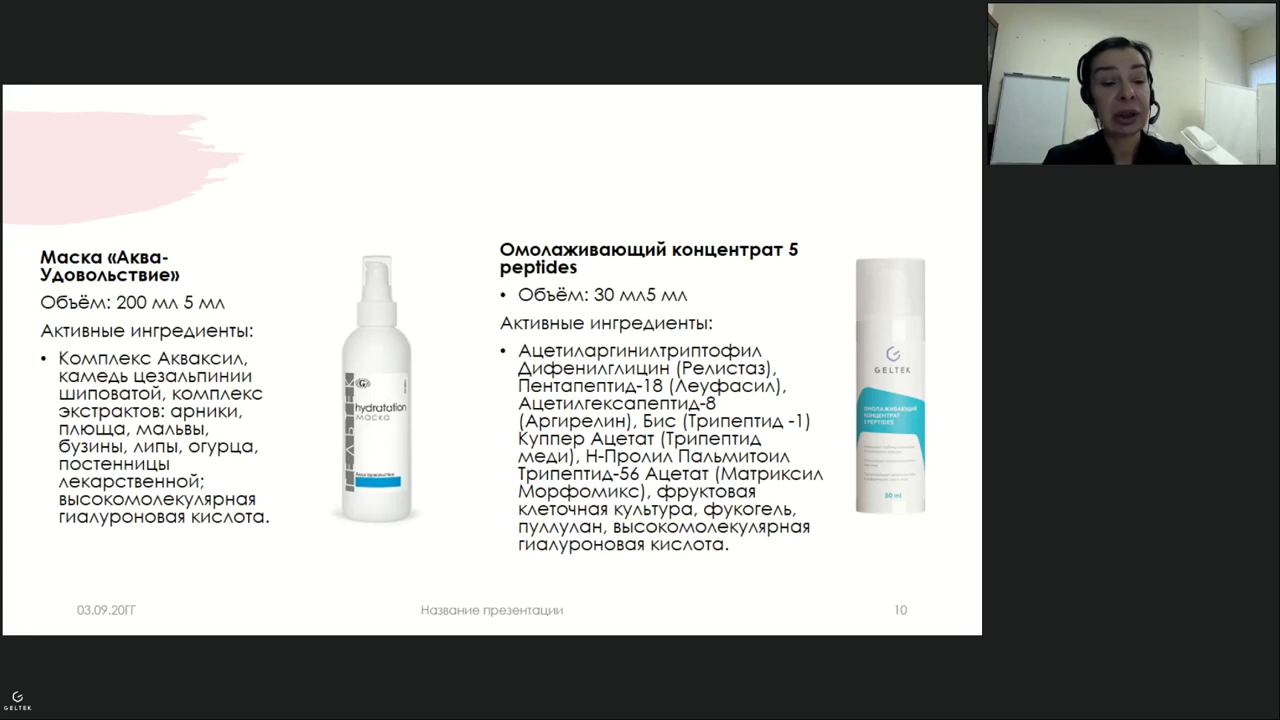 Маска «Аква-
Удовольствие»
Объём: 200 мл 5 мл
Активные ингредиенты:
• Комплекс Акваксил,
камедь цезальпинии
шиповатой, комплекс
экстрактов: арники,
плюща, мальвы,
бузины, липы, огурца,
постенницы
лекарственной;
высокомолекулярная
гиалуроновая кислота.
ГЕЛЬТЕК
hydratation
маска
Омолаживающий концентрат 5
peptides
• Объём: 30 мл5 мл
Активные ингредиенты:
• Ацетиларгинилтриптофил
Дифенилглицин (Релистаз),
Пентапептид-18 (Леуфасил),
Ацетилгексапептид-8
(Аргирелин), Бис (Трипептид -1)
Куппер Ацетат (Трипептид
меди), Н-Пролил Пальмитоил
Трипептид-56 Ацетат (Матриксил
Морфомикс), фруктовая
клеточная культура, фукогель,
пуллулан, высокомолекулярная
гиалуроновая кислота.
GELTEK
ОМОЛАЖИВАЮЩИЙ
КОНЦЕНТРАТ
5 PEPTIDES
30 ml
03.09.20ГГ
Название презентации
10
GELTEK